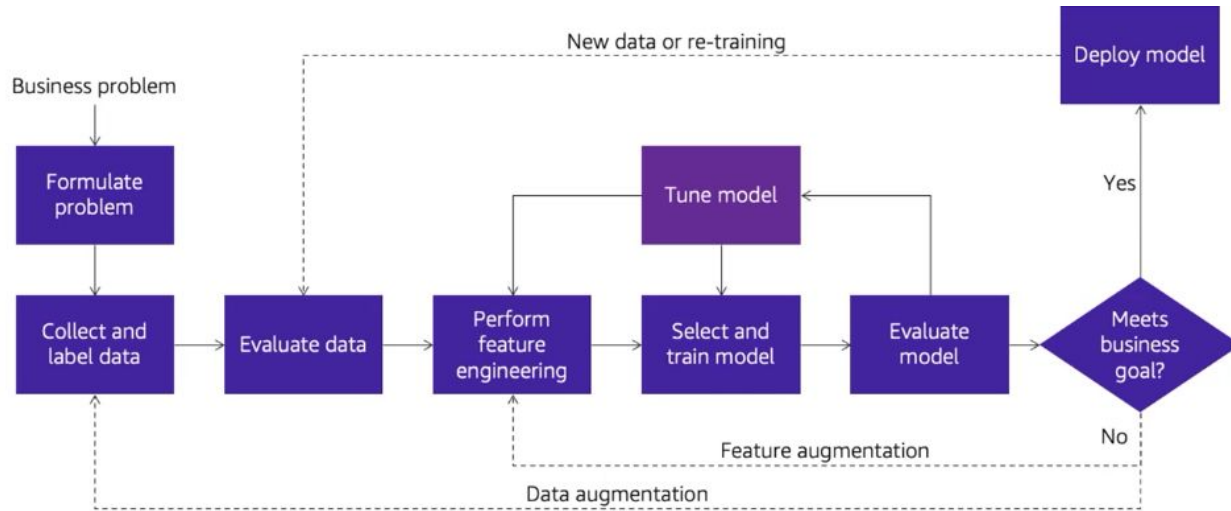 New data or re-training
Deploy model
Business problem
Formulate
problem
Tune model
Yes
Collect and
label data
Evaluate data
Perform
feature
engineering
Select and
train model
Evaluate
model
Meets
business
goal?
No
Feature augmentation
Data augmentation